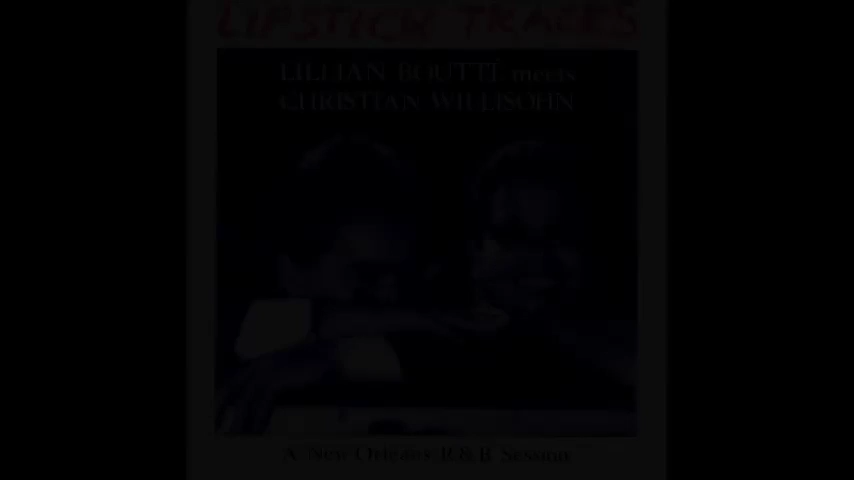 LIPSTICK TRACES
LILLIAN BOUTTÉ meets
CHRISTIAN WILLISOHN
A New Orleans R & B Session